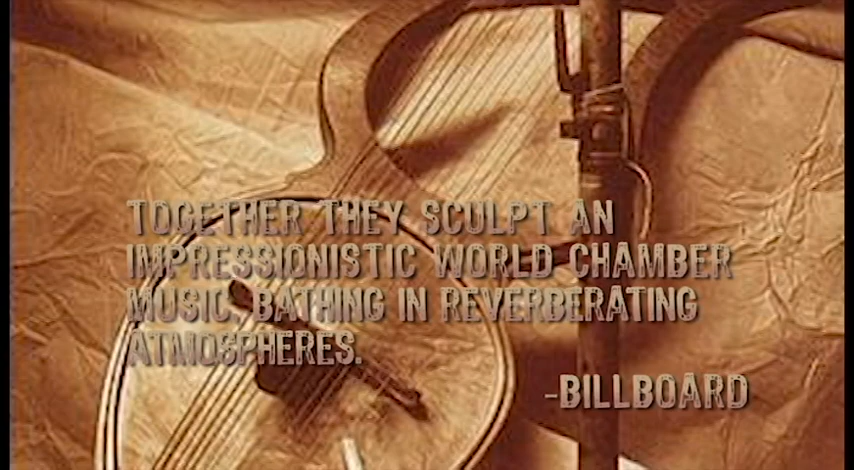 TOGETHER THEY SCULPT AN
IMPRESSIONISTIC WORLD CHAMBER
MUSIC, BATHING IN REVERBERATING
ATMOSPHERES.
-BILLBOARD